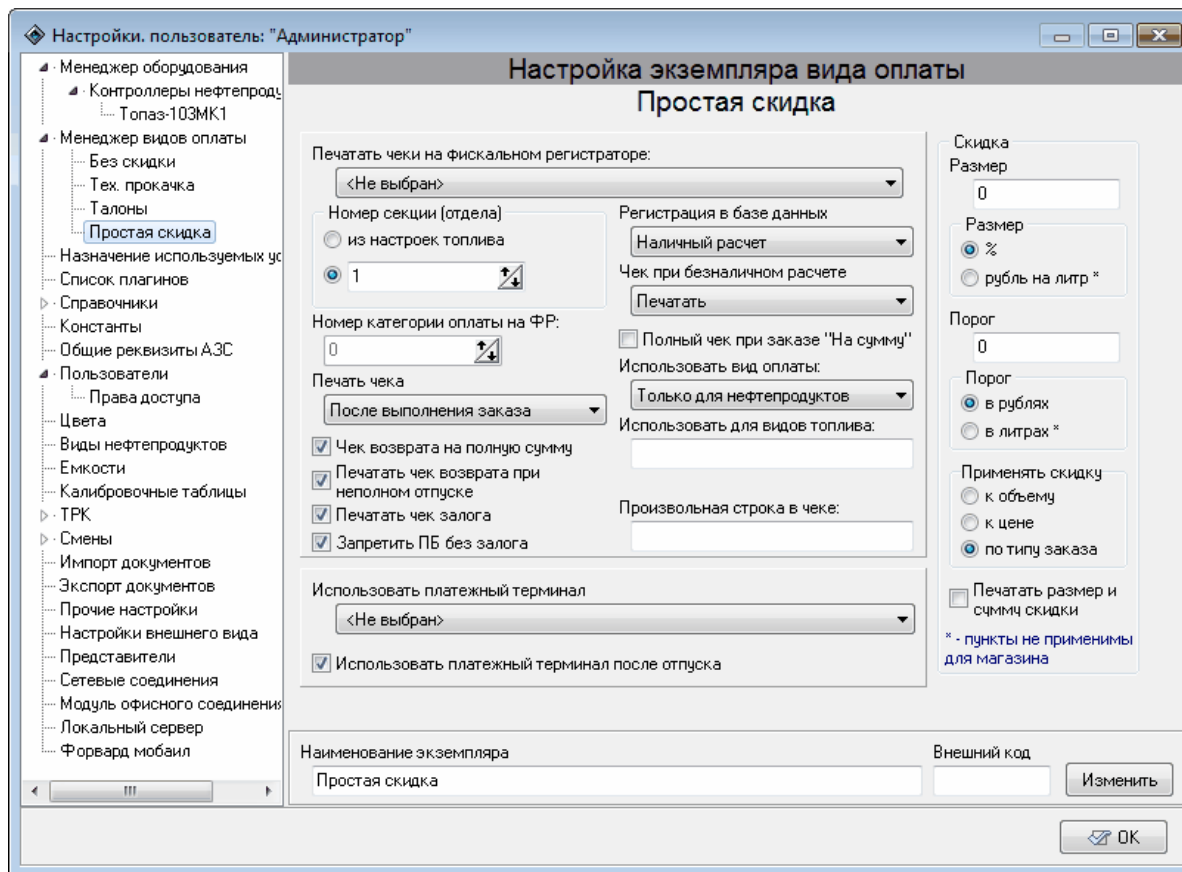 Настройки. пользователь: "Администратор"
Менеджер оборудования
Контроллеры нефтепроду
Топаз-103МК1
Менеджер видов оплаты
Без скидки
Тех. прокачка
Талоны
Простая скидка
Назначение используемых ус
Список плагинов
Справочники
Константы
Общие реквизиты АЗС
Пользователи
Права доступа
Цвета
Виды нефтепродуктов
Емкости
Калибровочные таблицы
ТРК
Смены
Импорт документов
Экспорт документов
Прочие настройки
Настройки внешнего вида
Представители
Сетевые соединения
Модуль офисного соединения
Локальный сервер
Форвард мобаил
Настройка экземпляра вида оплаты
Простая скидка
Печатать чеки на фискальном регистраторе:
<Не выбран>
Номер секции (отдела)
из настроек топлива
1
Номер категории оплаты на ФР:
0
Печать чека
После выполнения заказа
Чек возврата на полную сумму
Печатать чек возврата при
неполном отпуске
Печатать чек залога
Запретить ПБ без залога
Регистрация в базе данных
Наличный расчет
Чек при безналичном расчете
Печатать
Полный чек при заказе "На сумму"
Использовать вид оплаты:
Только для нефтепродуктов
Использовать для видов топлива:
Произвольная строка в чеке:
Использовать платежный терминал
<Не выбран>
Использовать платежный терминал после отпуска
Скидка
Размер
0
Размер
%
рубль на литр *
Порог
0
Порог
в рублях
в литрах *
Применять скидку
к объему
к цене
по типу заказа
Печатать размер и
сумму скидки
* - пункты не применимы
для магазина
Наименование экземпляра
Простая скидка
Внешний код
Изменить
OK